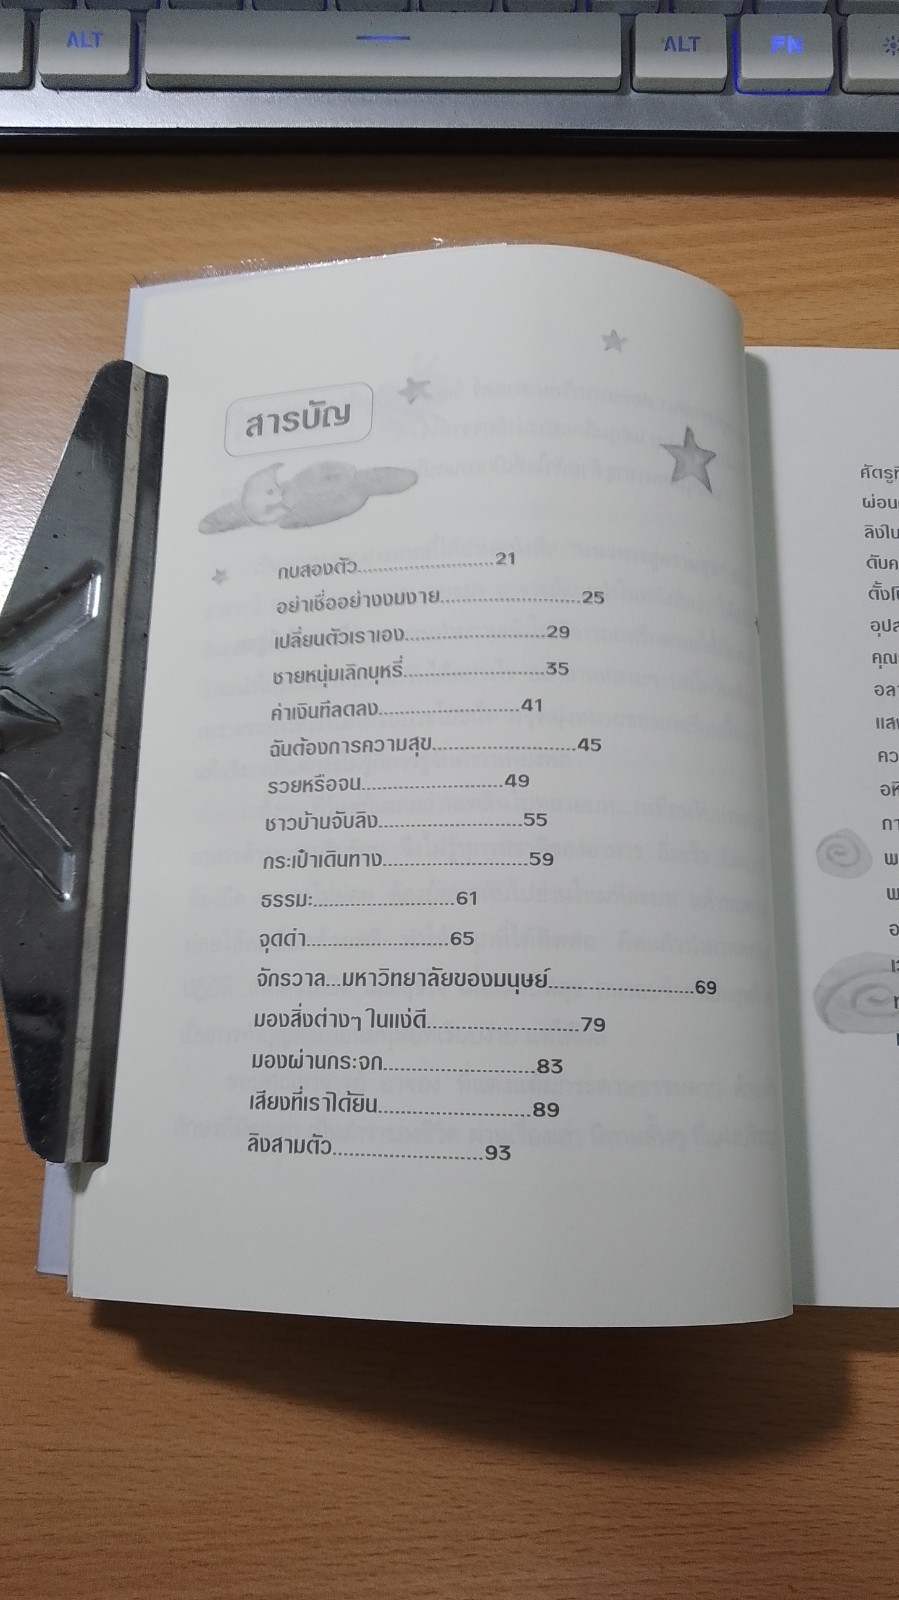 ALT
ALT
FN
สารบัญ
กบสองตัว........................21
อย่าเชื่ออย่างงมงาย........................25
เปลี่ยนตัวเราเอง........................29
ชายหนุ่มเลิกบุหรี่........................35
ค่าเงินที่ลดลง........................41
ฉันต้องการความสุข........................45
รวยหรือจน........................49
ชาวบ้านจับลิง........................55
กระเป๋าเดินทาง........................59
ธรรมะ........................61
จุดดำ........................65
จักรวาล...มหาวิทยาลัยของมนุษย์........................69
มองสิ่งต่างๆ ในแง่ดี........................79
มองผ่านกระจก........................83
เสียงที่เราได้ยิน........................89
ลิงสามตัว........................93